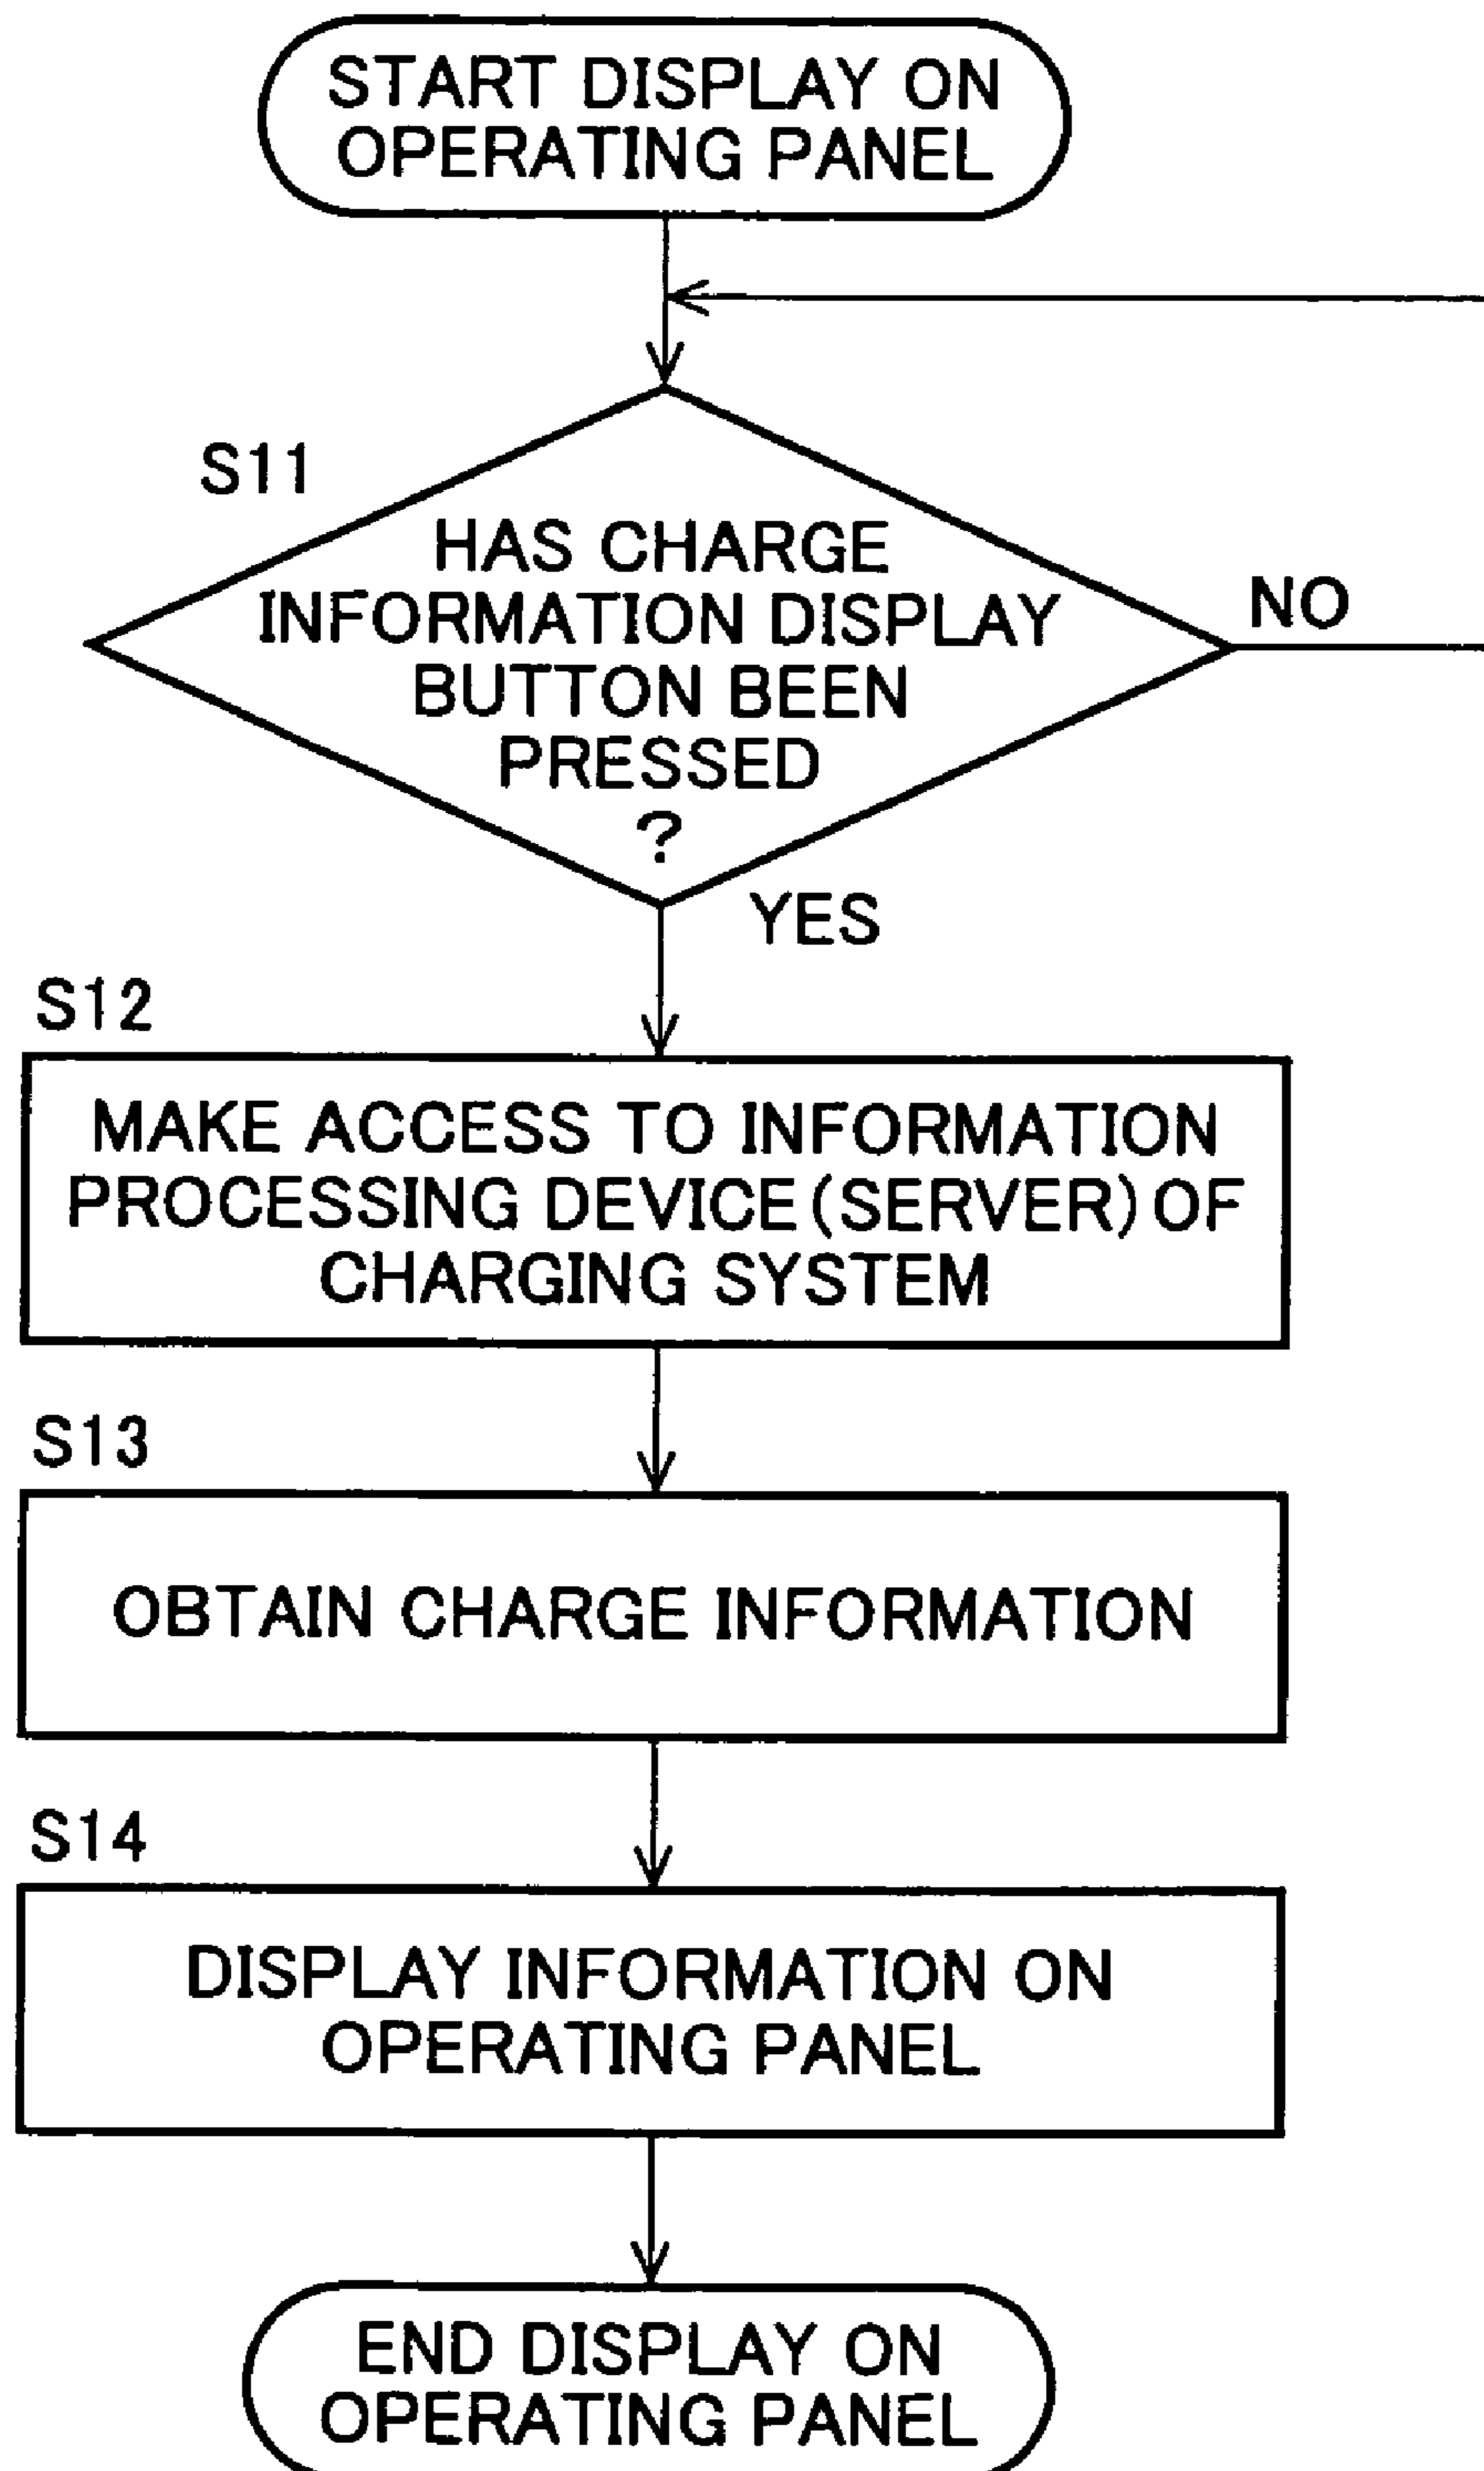 START DISPLAY ON
OPERATING PANEL
S11
HAS CHARGE
INFORMATION DISPLAY
BUTTON BEEN
PRESSED
?
NO
YES
S12
MAKE ACCESS TO INFORMATION
PROCESSING DEVICE (SERVER) OF
CHARGING SYSTEM
S13
OBTAIN CHARGE INFORMATION
S14
DISPLAY INFORMATION ON
OPERATING PANEL
END DISPLAY ON
OPERATING PANEL